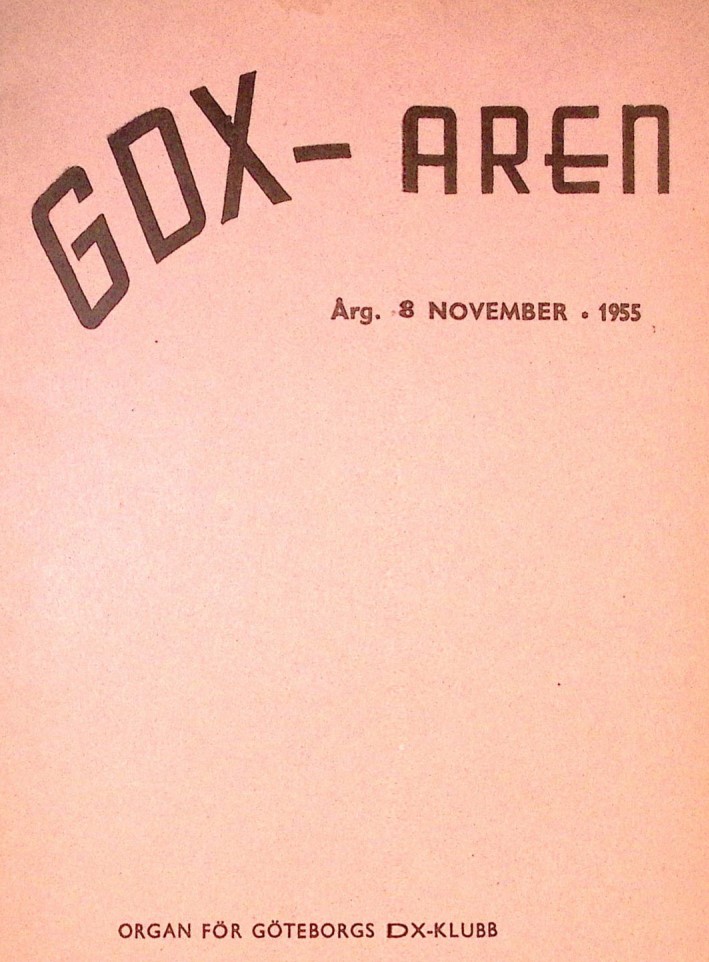 GDX-AREN
Årg. 8 NOVEMBER • 1955
ORGAN FÖR GÖTEBORGS DX-KLUBB